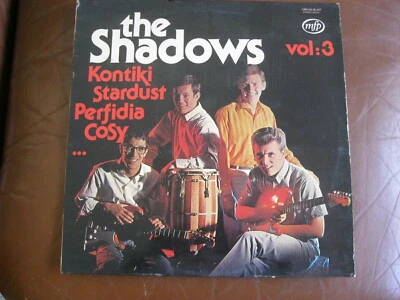 the
Shadows
vol:3
mfp
Kontiki
Stardust
Perfidia
CoSy
...